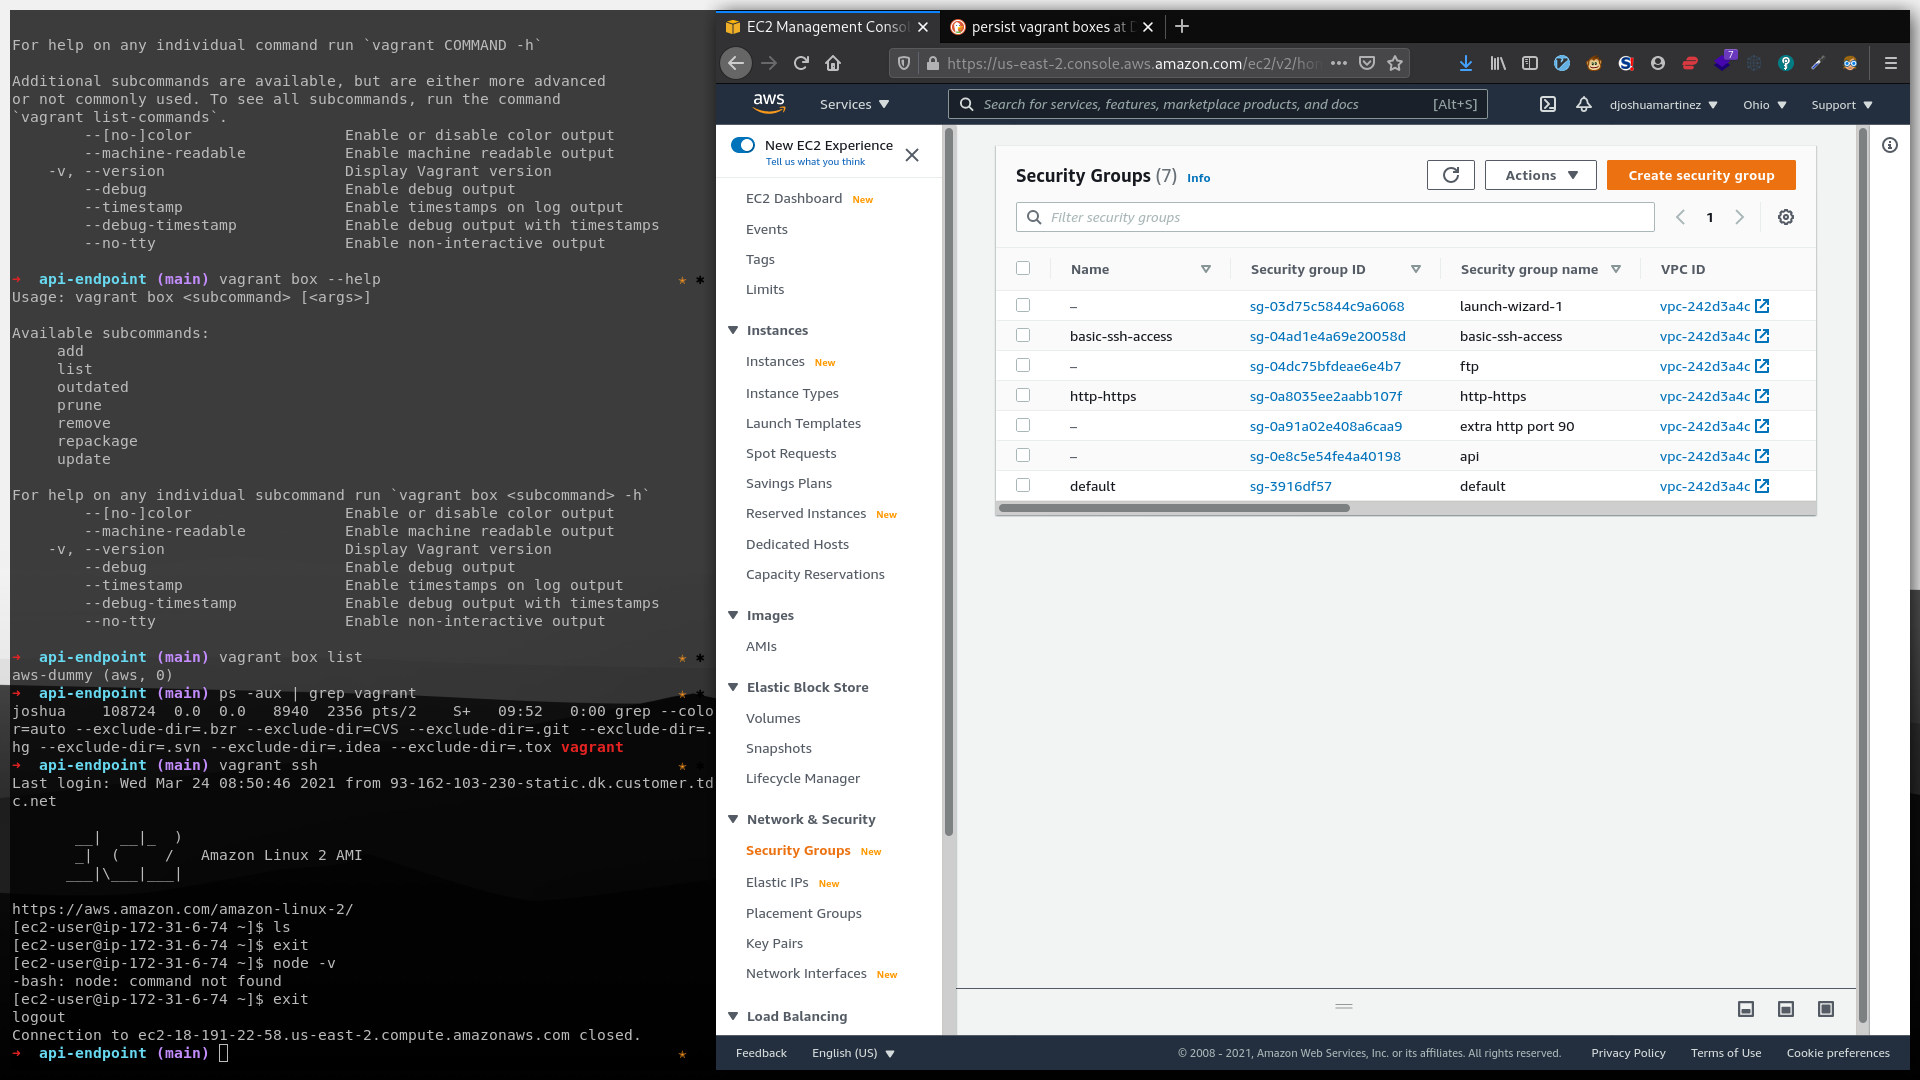 For help on any individual command run `vagrant COMMAND -h`
Additional subcommands are available, but are either more advanced
or not commonly used. To see all subcommands, run the command
`vagrant list-commands`.
--[no-]color Enable or disable color output
--machine-readable Enable machine readable output
-v, --version Display Vagrant version
--debug Enable debug output
--timestamp Enable timestamps on log output
--debug-timestamp Enable debug output with timestamps
--no-tty Enable non-interactive output
→ api-endpoint (main) vagrant box --help ★ ✱
Usage: vagrant box <subcommand> [<args>]
Available subcommands:
add
list
outdated
prune
remove
repackage
update
For help on any individual subcommand run `vagrant box <subcommand> -h`
--[no-]color Enable or disable color output
--machine-readable Enable machine readable output
-v, --version Display Vagrant version
--debug Enable debug output
--timestamp Enable timestamps on log output
--debug-timestamp Enable debug output with timestamps
--no-tty Enable non-interactive output
→ api-endpoint (main) vagrant box list ★ ✱
aws-dummy (aws, 0)
→ api-endpoint (main) ps -aux | grep vagrant ★ ✱
joshua 108724 0.0 0.0 8940 2356 pts/2 S+ 09:52 0:00 grep --colo
r=auto --exclude-dir=.bzr --exclude-dir=CVS --exclude-dir=.git --exclude-dir=.
hg --exclude-dir=.svn --exclude-dir=.idea --exclude-dir=.tox vagrant
→ api-endpoint (main) vagrant ssh ★ ✱
Last login: Wed Mar 24 08:50:46 2021 from 93-162-103-230-static.dk.customer.td
c.net
__| __|_ )
_| ( / Amazon Linux 2 AMI
___|\___|___|
https://aws.amazon.com/amazon-linux-2/
[ec2-user@ip-172-31-6-74 ~]$ ls
[ec2-user@ip-172-31-6-74 ~]$ exit
[ec2-user@ip-172-31-6-74 ~]$ node -v
-bash: node: command not found
[ec2-user@ip-172-31-6-74 ~]$ exit
logout
Connection to ec2-18-191-22-58.us-east-2.compute.amazonaws.com closed.
→ api-endpoint (main) ★
EC2 Management Conso
persist vagrant boxes at
https://us-east-2.console.aws.amazon.com/ec2/v2/ho
7
aws Services Search for services, features, marketplace products, and docs [Alt+S] djoshuamartinez Ohio Support
New EC2 Experience
Tell us what you think
EC2 Dashboard New
Events
Tags
Limits
Instances
Instances New
Instance Types
Launch Templates
Spot Requests
Savings Plans
Reserved Instances New
Dedicated Hosts
Capacity Reservations
Images
AMIs
Elastic Block Store
Volumes
Snapshots
Lifecycle Manager
Network & Security
Security Groups New
Elastic IPs New
Placement Groups
Key Pairs
Network Interfaces New
Load Balancing
Security Groups (7) Info Actions Create security group
Filter security groups 1
Name Security group ID Security group name VPC ID
– sg-03d75c5844c9a6068 launch-wizard-1 vpc-242d3a4c
basic-ssh-access sg-04ad1e4a69e20058d basic-ssh-access vpc-242d3a4c
– sg-04dc75bfdeae6e4b7 ftp vpc-242d3a4c
http-https sg-0a8035ee2aabb107f http-https vpc-242d3a4c
– sg-0a91a02e408a6caa9 extra http port 90 vpc-242d3a4c
– sg-0e8c5e54fe4a40198 api vpc-242d3a4c
default sg-3916df57 default vpc-242d3a4c
Feedback English (US) © 2008 - 2021, Amazon Web Services, Inc. or its affiliates. All rights reserved. Privacy Policy Terms of Use Cookie preferences